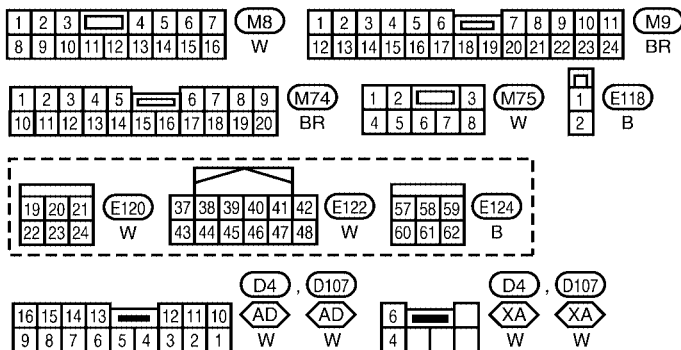 1 2 3 4 5 6 7 M8
8 9 10 11 12 13 14 15 16 W
1 2 3 4 5 6 7 8 9 10 11 M9
12 13 14 15 16 17 18 19 20 21 22 23 24 BR
1 2 3 4 5 6 7 8 9 M74
10 11 12 13 14 15 16 17 18 19 20 BR
1 2 3 M75
4 5 6 7 8 W
1 E118
2 B
19 20 21 E120
22 23 24 W
37 38 39 40 41 42 E122
43 44 45 46 47 48 W
57 58 59 E124
60 61 62 B
16 15 14 13 12 11 10 D4 , D107
AD AD
9 8 7 6 5 4 3 2 1 W W
6 D4 , D107
XA XA
4 W W